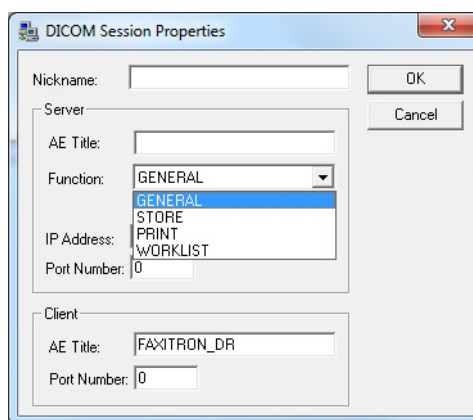 DICOM Session Properties
Nickname:
OK
Server
Cancel
AE Title:
Function: GENERAL
GENERAL
STORE
IP Address: PRINT
WORKLIST
Port Number: 0
Client
AE Title: FAXITRON_DR
Port Number: 0